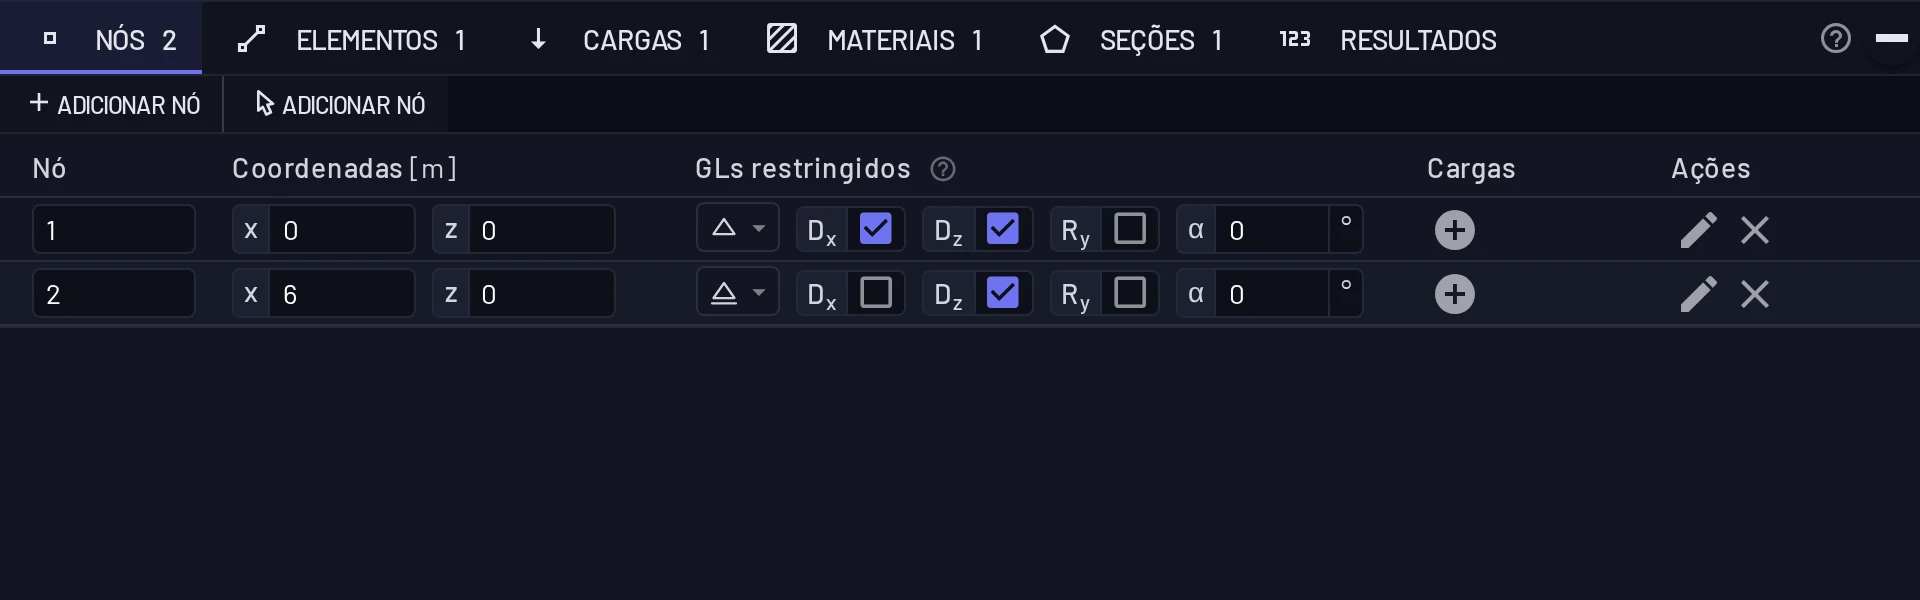 NÓS 2 ELEMENTOS 1 CARGAS 1 MATERIAIS 1 SEÇÕES 1 123 RESULTADOS ?
+ ADICIONAR NÓ ADICIONAR NÓ
Nó Coordenadas [m] GLs restringidos ? Cargas Ações
1 x 0 z 0 Dx Dz Ry α 0 °
2 x 6 z 0 Dx Dz Ry α 0 °